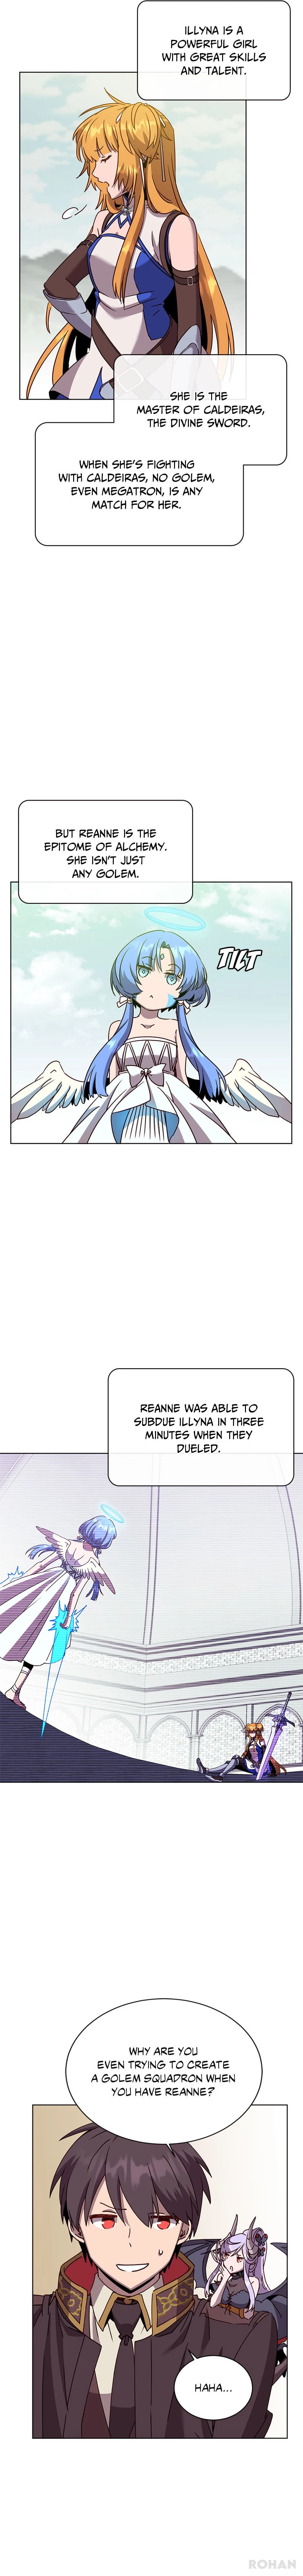 ILLYNA IS A
POWERFUL GIRL
WITH GREAT SKILLS
AND TALENT.
SHE IS THE
MASTER OF CALDEIRAS,
THE DIVINE SWORD.
WHEN SHE'S FIGHTING
WITH CALDEIRAS, NO GOLEM,
EVEN MEGATRON, IS ANY
MATCH FOR HER.
BUT REANNE IS THE
EPITOME OF ALCHEMY.
SHE ISN'T JUST
ANY GOLEM.
TILT
REANNE WAS ABLE TO
SUBDUE ILLYNA IN THREE
MINUTES WHEN THEY
DUELED.
WHY ARE YOU
EVEN TRYING TO CREATE
A GOLEM SQUADRON WHEN
YOU HAVE REANNE?
HAHA...
ROHAN